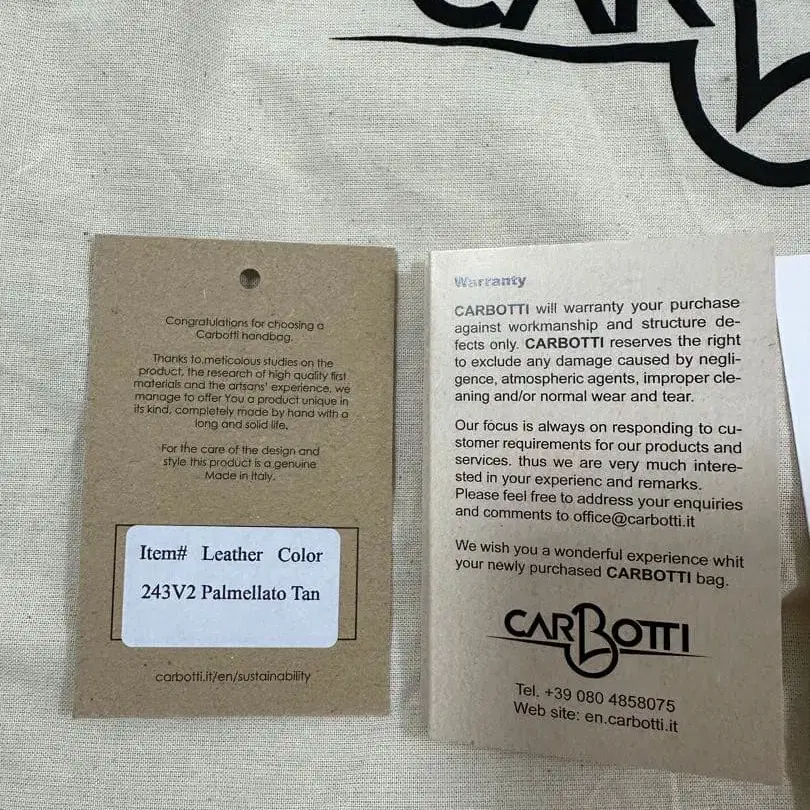 CARBOTTI
Congratulations for choosing a
Carbotti handbag.
Thanks to meticolous studies on the
product, the research of high quality first
materials and the artsans' experience, we
manage to offer You a product unique in
its kind, completely made by hand with a
long and solid life.
For the care of the design and
style this product is a genuine
Made in Italy.
Item# Leather Color
243V2 Palmellato Tan
carbotti.it/en/sustainability
Warranty
CARBOTTI will warranty your purchase
against workmanship and structure de-
fects only. CARBOTTI reserves the right
to exclude any damage caused by negli-
gence, atmospheric agents, improper cle-
aning and/or normal wear and tear.
Our focus is always on responding to cu-
stomer requirements for our products and
services. thus we are very much intere-
sted in your experienc and remarks.
Please feel free to address your enquiries
and comments to office@carbotti.it
We wish you a wonderful experience whit
your newly purchased CARBOTTI bag.
CARBOTTI
Tel. +39 080 4858075
Web site: en.carbotti.it